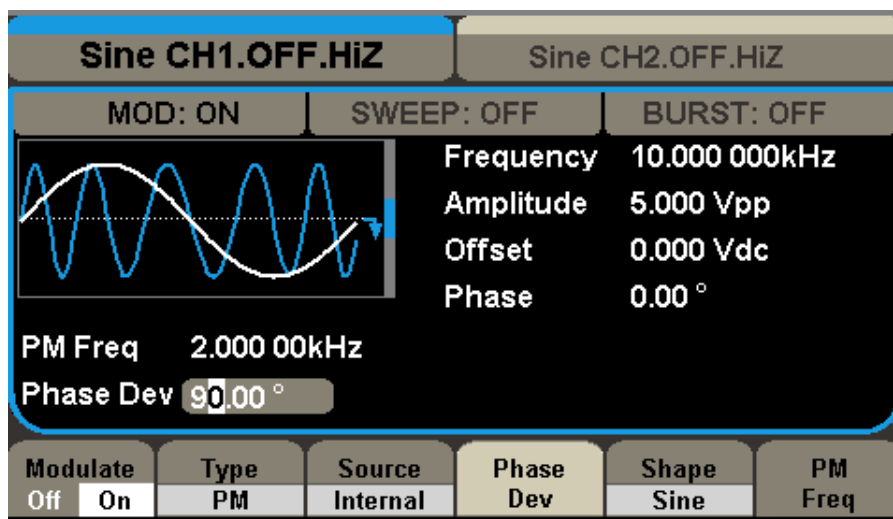 Sine CH1.OFF.HiZ
Sine CH2.OFF.HiZ
MOD: ON
SWEEP: OFF
BURST: OFF
Frequency 10.000 000kHz
Amplitude 5.000 Vpp
Offset 0.000 Vdc
Phase 0.00 °
PM Freq 2.000 00kHz
Phase Dev 90.00 °
Modulate
Off On
Type
PM
Source
Internal
Phase
Dev
Shape
Sine
PM
Freq